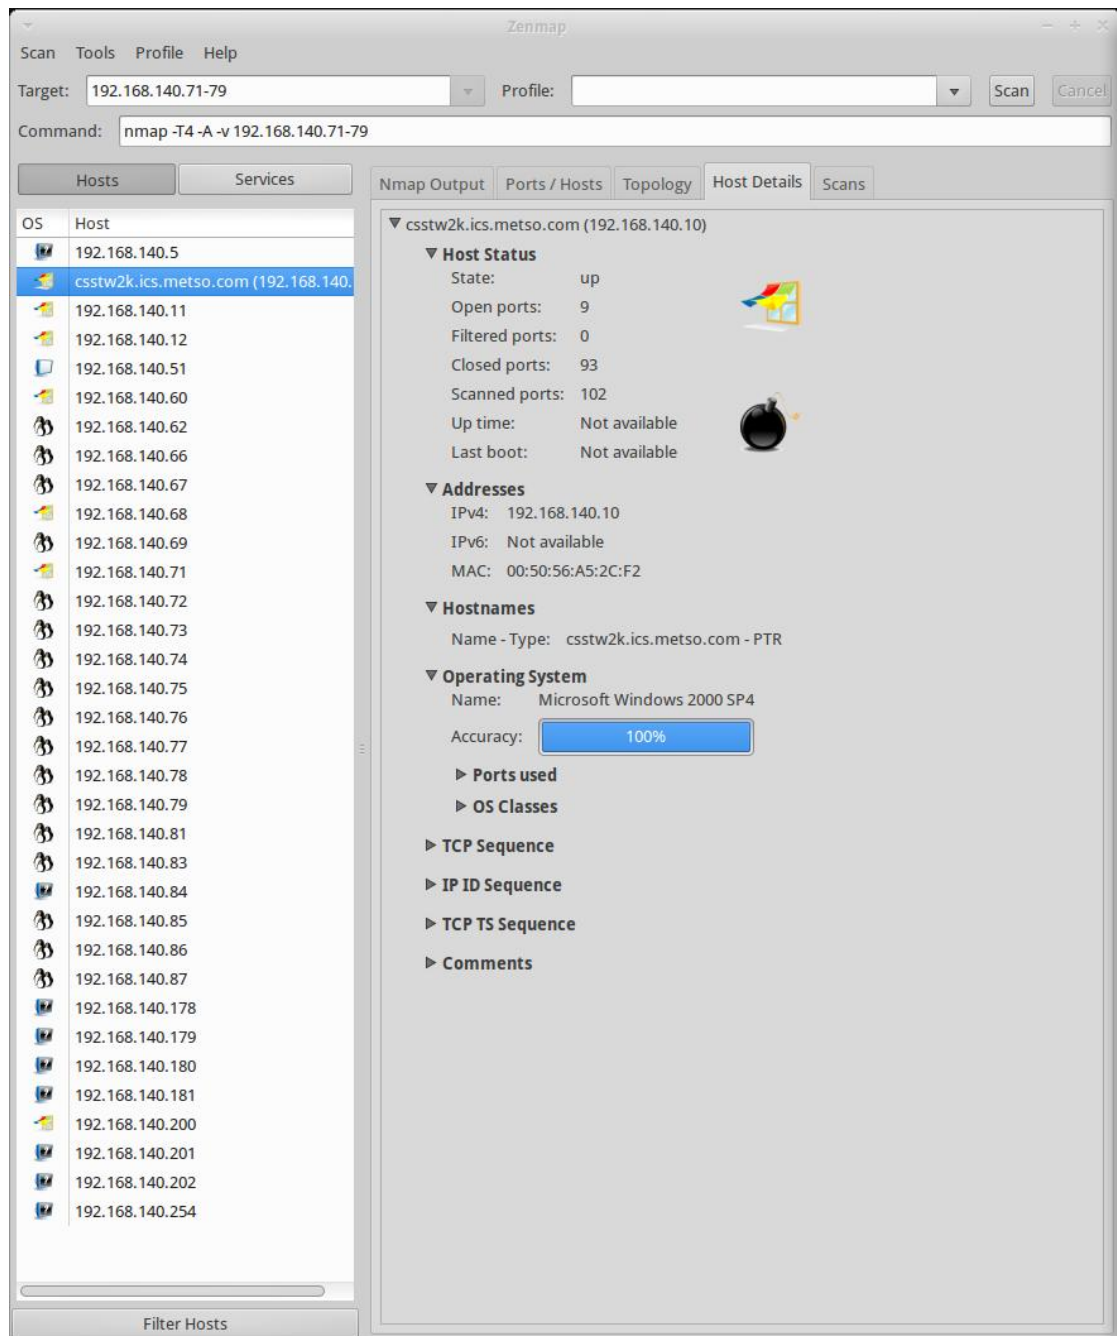 Zenmap
Scan Tools Profile Help
Target: 192.168.140.71-79 Profile: Scan Cancel
Command: nmap -T4 -A -v 192.168.140.71-79
Hosts Services
OS Host
192.168.140.5
csstw2k.ics.metso.com (192.168.140.
192.168.140.11
192.168.140.12
192.168.140.51
192.168.140.60
192.168.140.62
192.168.140.66
192.168.140.67
192.168.140.68
192.168.140.69
192.168.140.71
192.168.140.72
192.168.140.73
192.168.140.74
192.168.140.75
192.168.140.76
192.168.140.77
192.168.140.78
192.168.140.79
192.168.140.81
192.168.140.83
192.168.140.84
192.168.140.85
192.168.140.86
192.168.140.87
192.168.140.178
192.168.140.179
192.168.140.180
192.168.140.181
192.168.140.200
192.168.140.201
192.168.140.202
192.168.140.254
Filter Hosts
Nmap Output Ports / Hosts Topology Host Details Scans
csstw2k.ics.metso.com (192.168.140.10)
Host Status
State: up
Open ports: 9
Filtered ports: 0
Closed ports: 93
Scanned ports: 102
Up time: Not available
Last boot: Not available
Addresses
IPv4: 192.168.140.10
IPv6: Not available
MAC: 00:50:56:A5:2C:F2
Hostnames
Name - Type: csstw2k.ics.metso.com - PTR
Operating System
Name: Microsoft Windows 2000 SP4
Accuracy: 100%
Ports used
OS Classes
TCP Sequence
IP ID Sequence
TCP TS Sequence
Comments